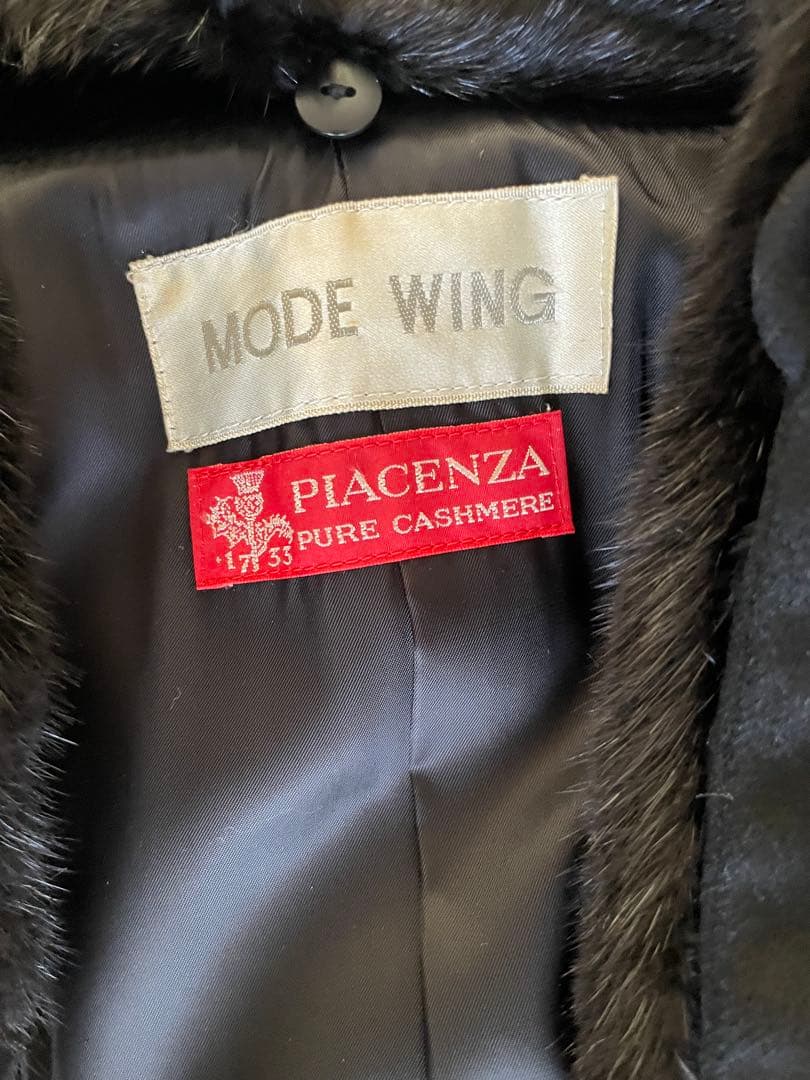 MODE WING
PIACENZA
PURE CASHMERE
1733